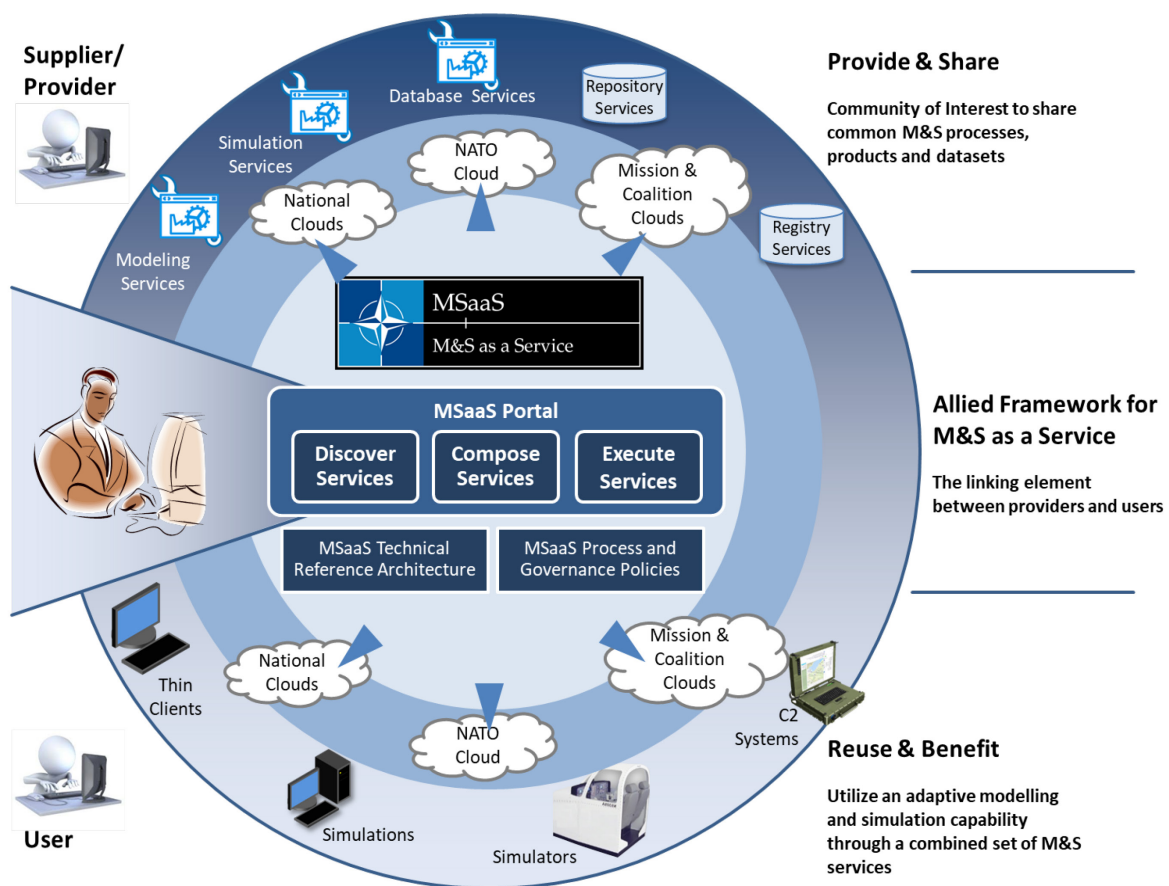 Supplier/
Provider
Database Services
Repository
Services
Simulation
Services
NATO
Cloud
Mission &
Coalition
Clouds
National
Clouds
Registry
Services
Modeling
Services
Provide & Share
Community of Interest to share
common M&S processes,
products and datasets
MSaaS
M&S as a Service
MSaaS Portal
Discover
Services
Compose
Services
Execute
Services
MSaaS Technical
Reference Architecture
MSaaS Process and
Governance Policies
Allied Framework for
M&S as a Service
The linking element
between providers and users
Thin
Clients
National
Clouds
NATO
Cloud
Mission &
Coalition
Clouds
C2
Systems
Simulations
Simulators
User
Reuse & Benefit
Utilize an adaptive modelling
and simulation capability
through a combined set of M&S
services